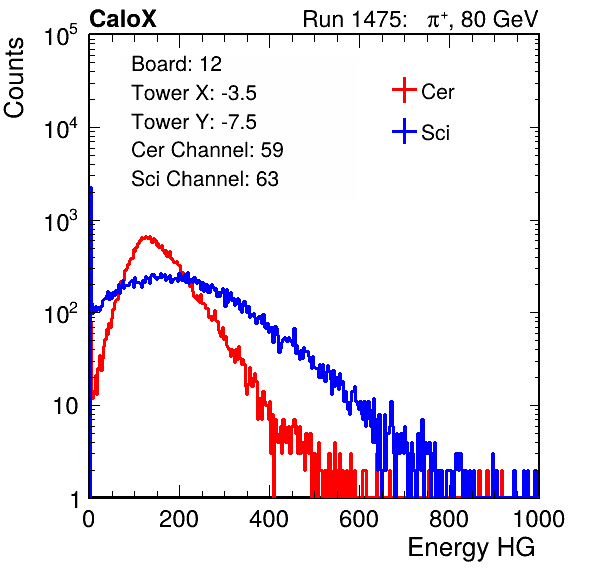 CaloX Run 1475: π⁺, 80 GeV
Counts
10⁵
10⁴
10³
10²
10
1
Board: 12
Tower X: -3.5
Tower Y: -7.5
Cer Channel: 59
Sci Channel: 63
Cer
Sci
0 200 400 600 800 1000
Energy HG